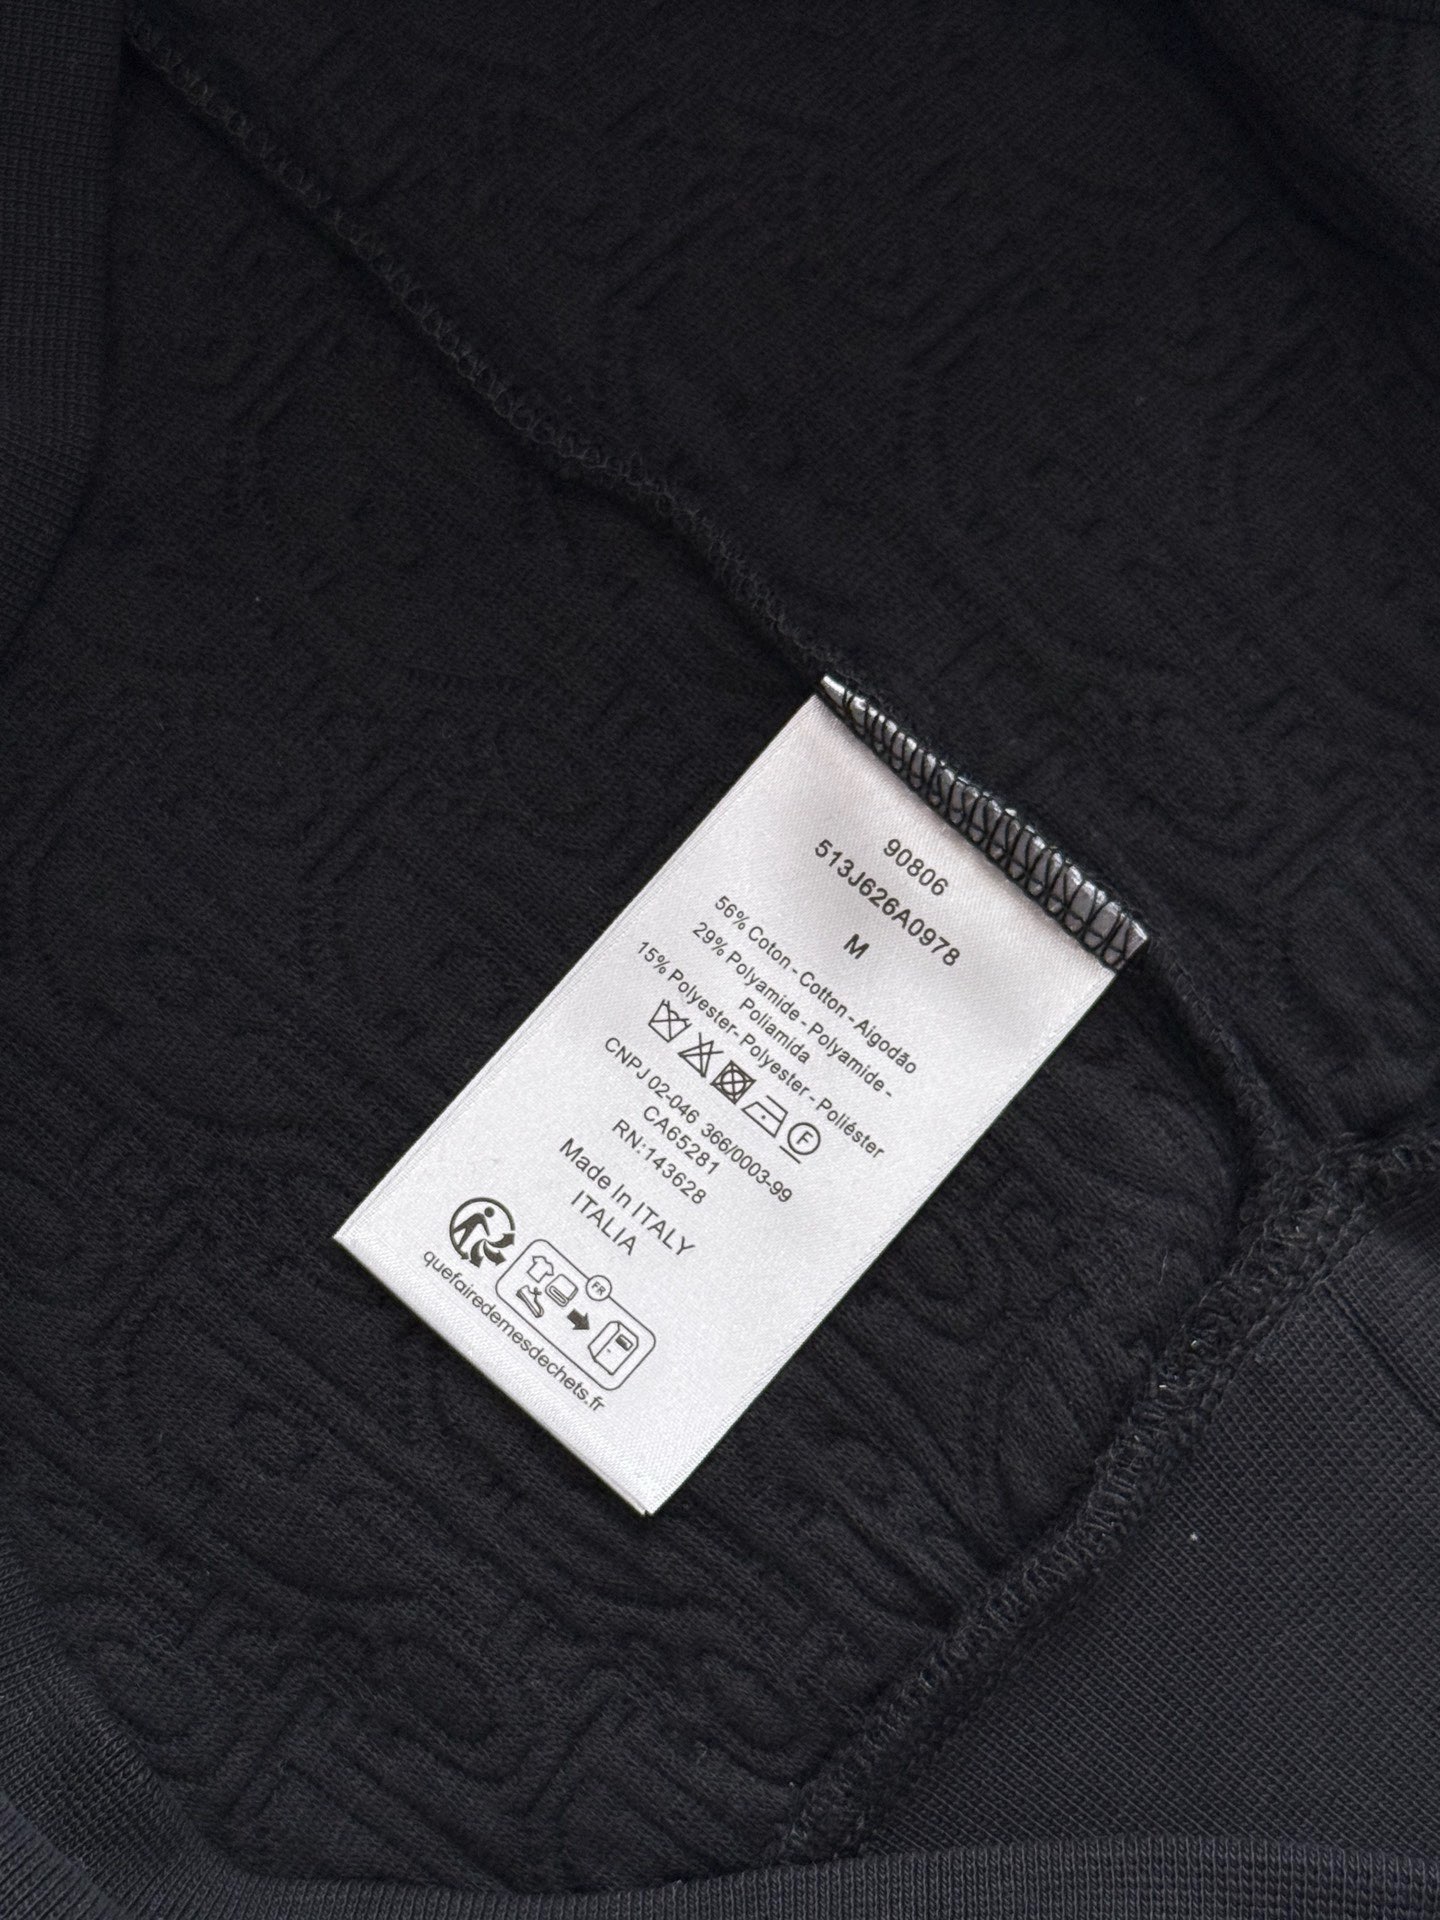 90806
513J626A0978
M
56% Coton - Cotton - Algodão
29% Polyamide - Polyamide -
Poliamida
15% Polyester- Polyester - Poliéster
F
CNPJ 02-046 366/0003-99
CA65281
RN:143628
Made In ITALY
ITALIA
FR
quefairedemesdechets.fr